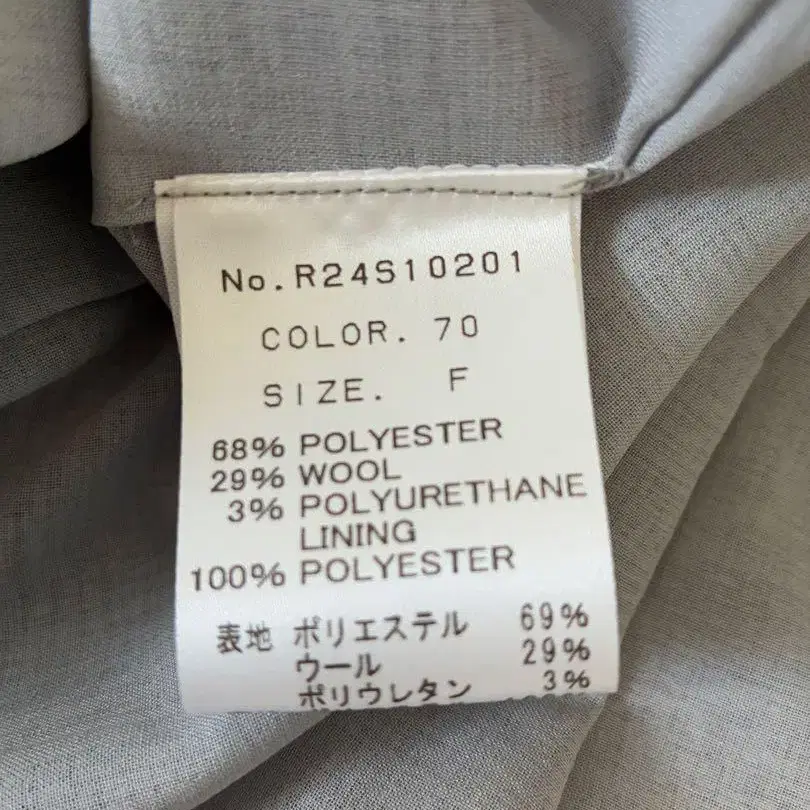 No.R24S10201
COLOR. 70
SIZE. F
68% POLYESTER
29% WOOL
3% POLYURETHANE
LINING
100% POLYESTER
表地 ポリエステル 69%
ウール 29%
ポリウレタン 3%